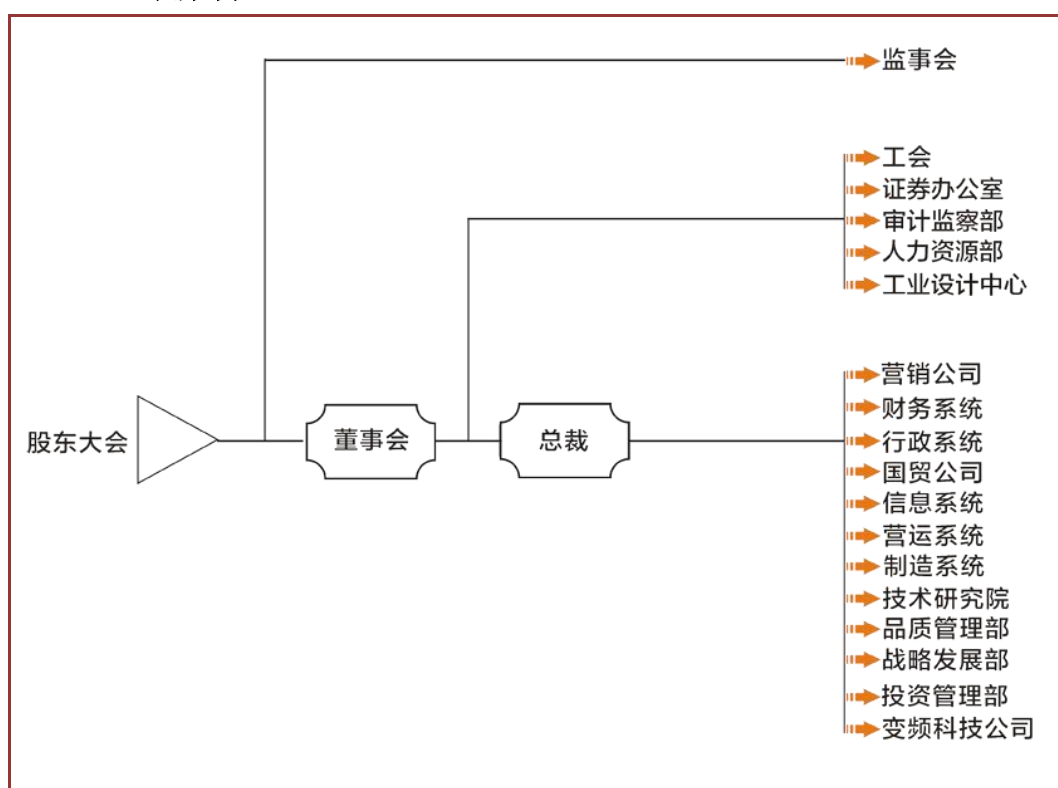 监事会
工会
证券办公室
审计监察部
人力资源部
工业设计中心
股东大会
董事会
总裁
营销公司
财务系统
行政系统
国贸公司
信息系统
营运系统
制造系统
技术研究院
品质管理部
战略发展部
投资管理部
变频科技公司